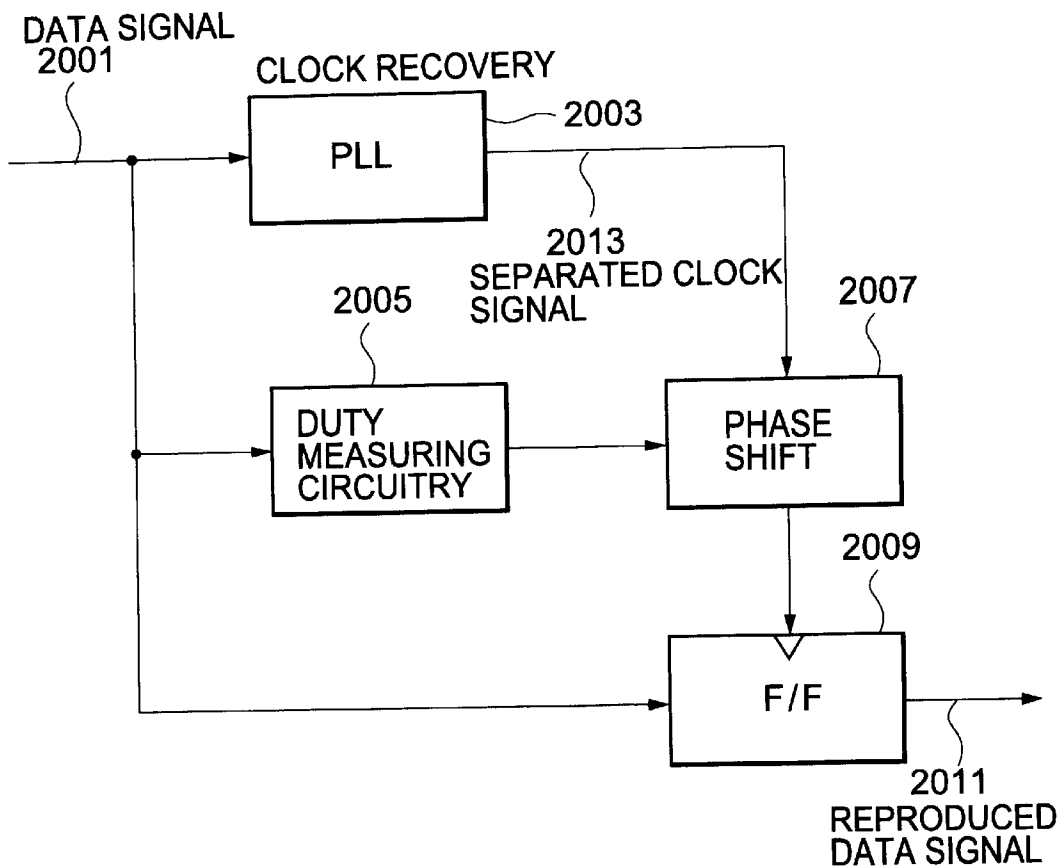 DATA SIGNAL
2001
CLOCK RECOVERY
2003
PLL
2013
SEPARATED CLOCK
SIGNAL
2005
2007
DUTY
MEASURING
CIRCUITRY
PHASE
SHIFT
2009
F/F
2011
REPRODUCED
DATA SIGNAL